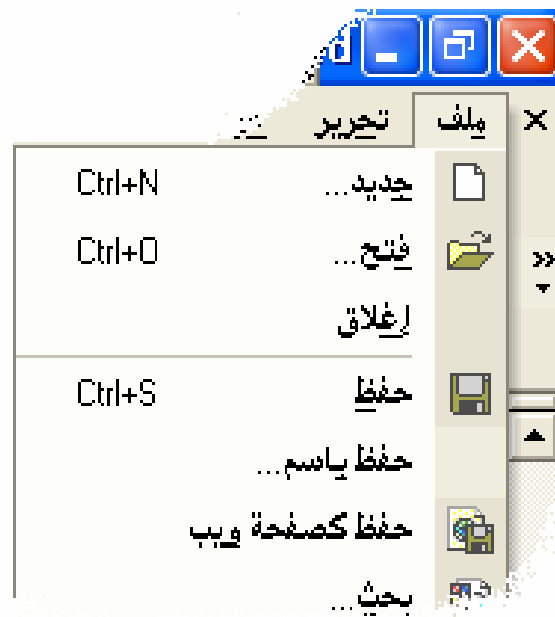 d
ملف تحرير
جديد... Ctrl+N
فتح... Ctrl+O
إغلاق
حفظ Ctrl+S
حفظ باسم...
حفظ كصفحة ويب
بحث...